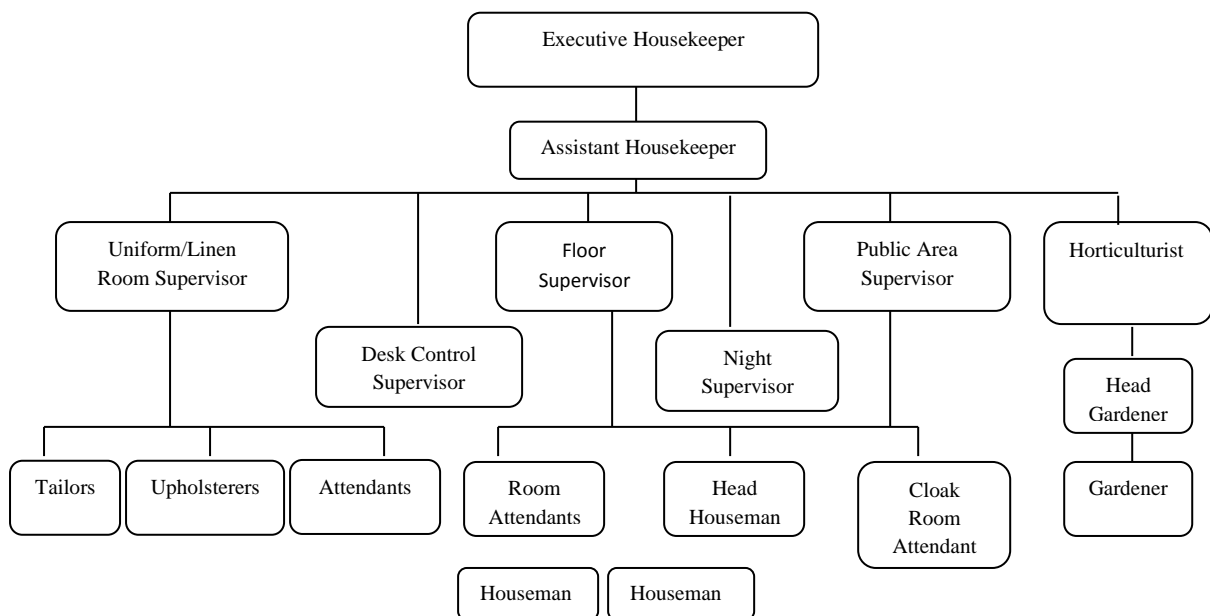 Executive Housekeeper
Assistant Housekeeper
Uniform/Linen
Room Supervisor
Floor
Supervisor
Public Area
Supervisor
Horticulturist
Desk Control
Supervisor
Night
Supervisor
Head
Gardener
Tailors
Upholsterers
Attendants
Room
Attendants
Head
Houseman
Cloak
Room
Attendant
Gardener
Houseman
Houseman